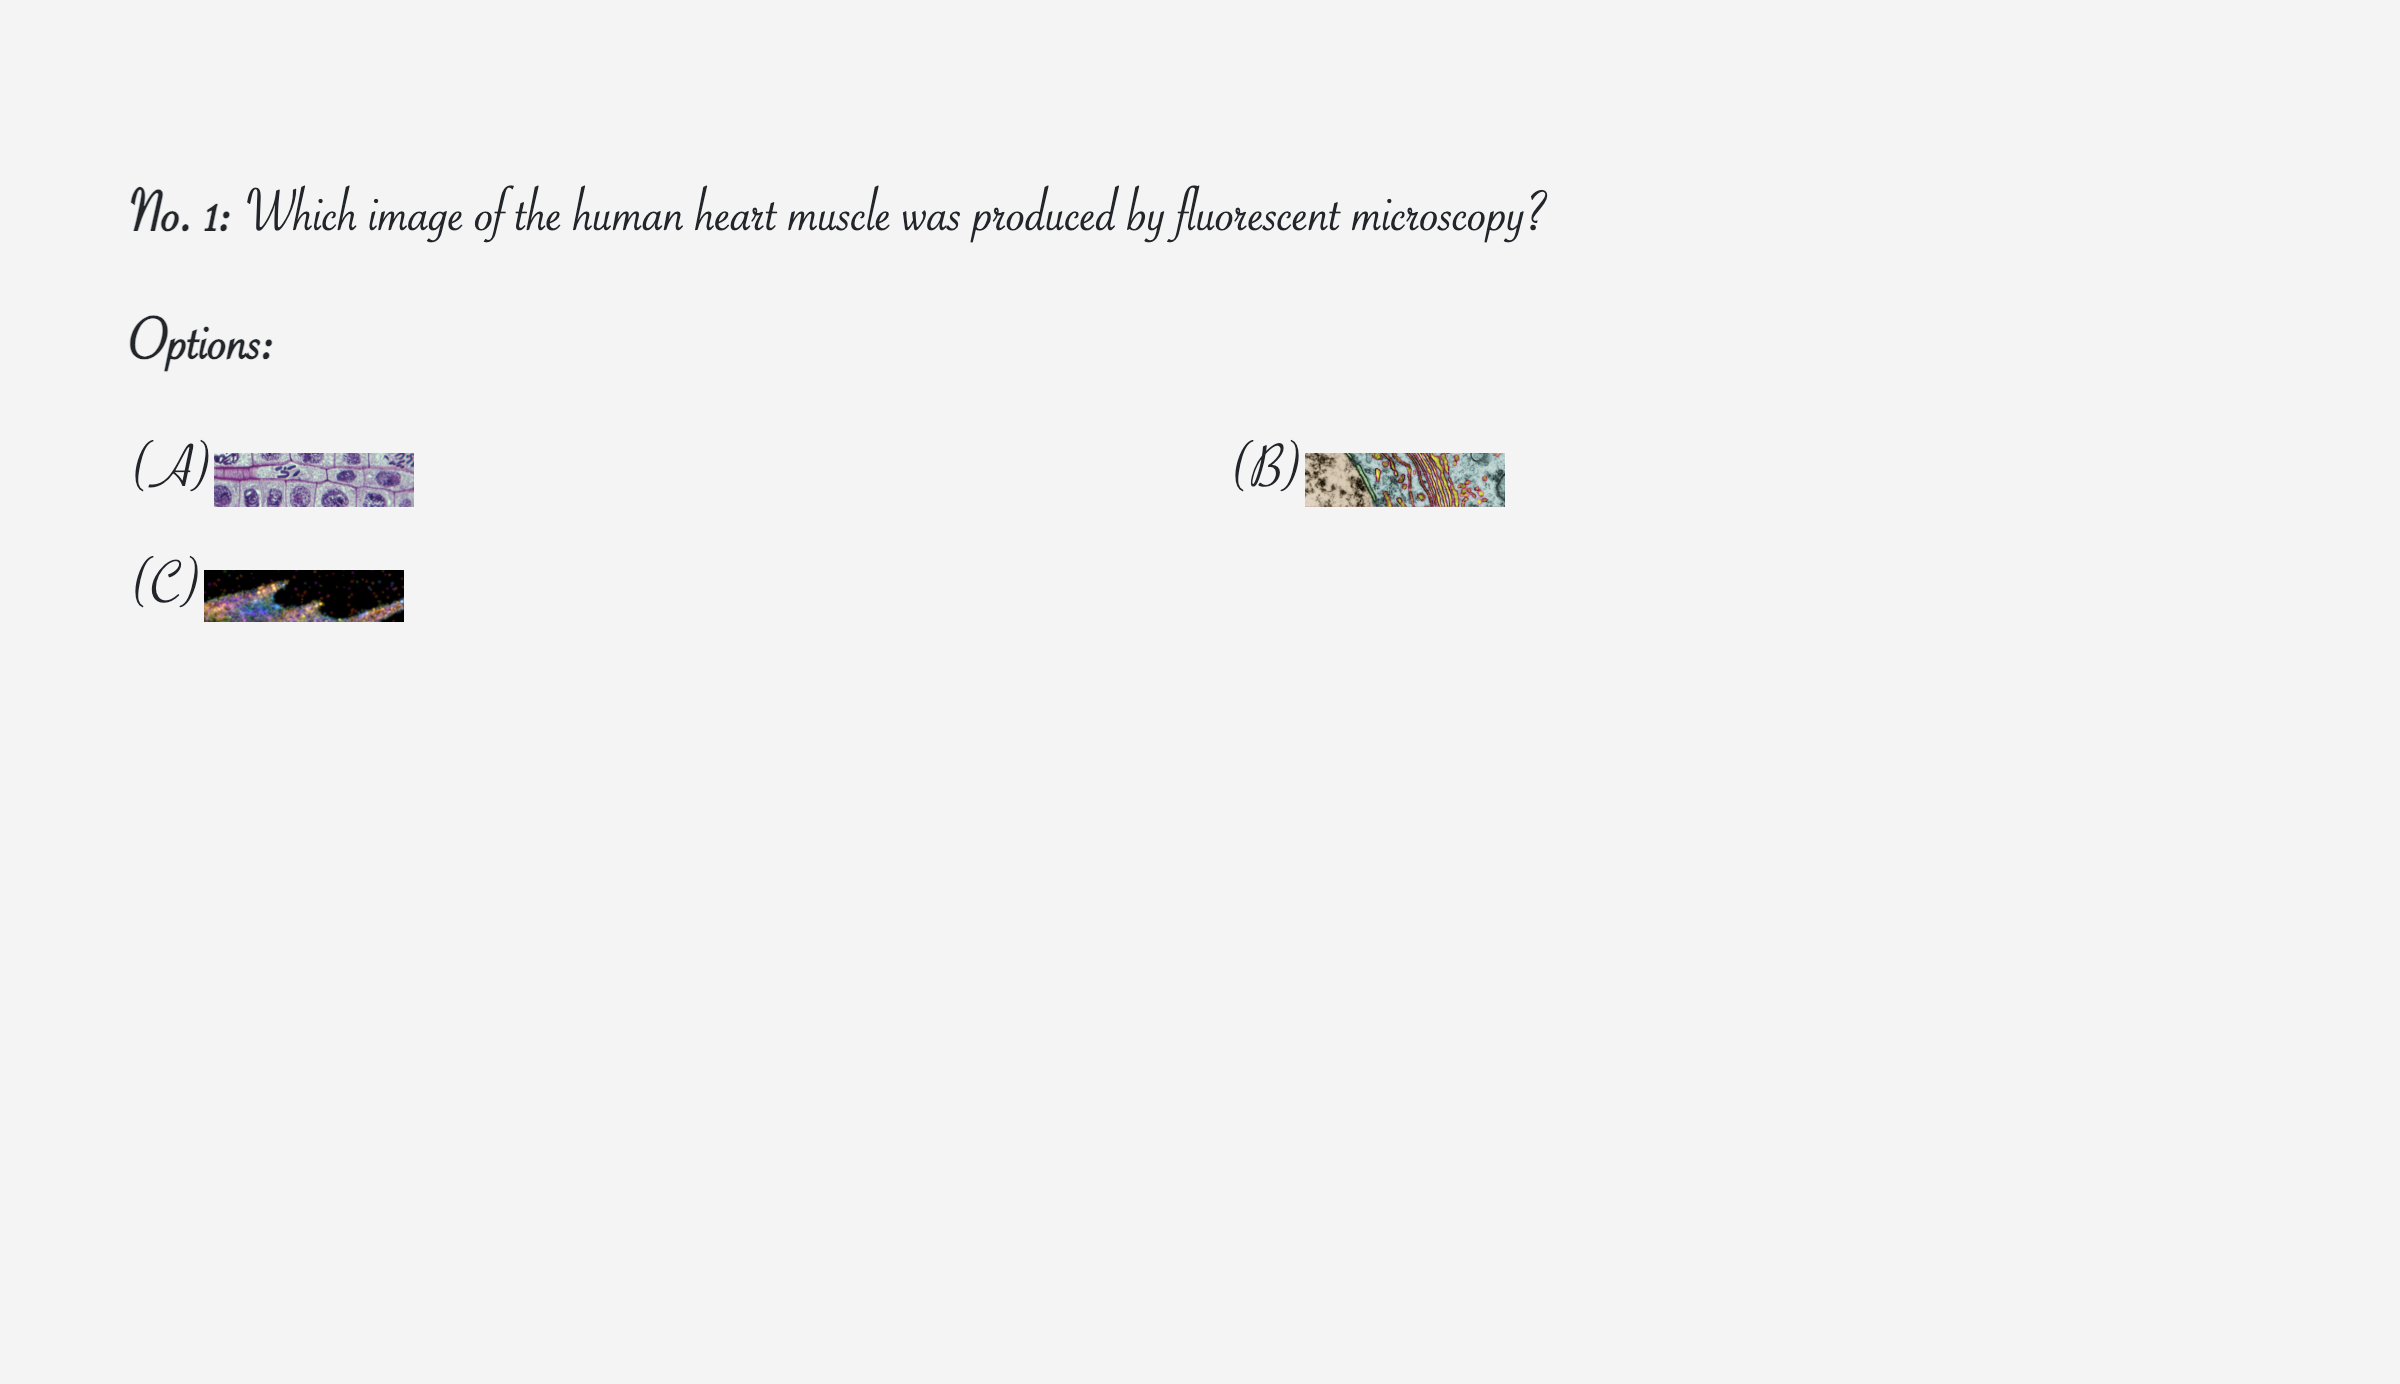 No. 1: Which image of the human heart muscle was produced by fluorescent microscopy?
Options:
(A) (B)
(C)